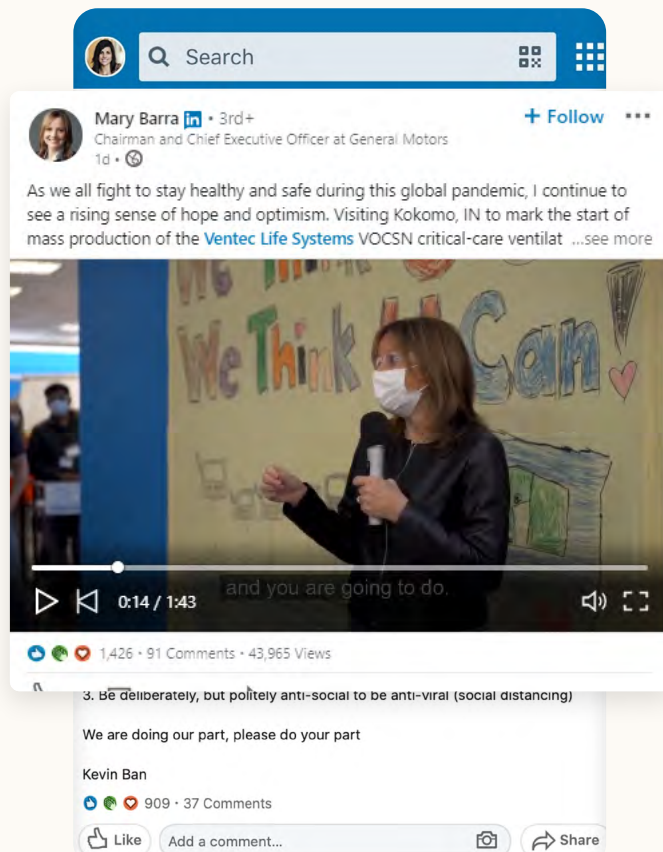 Search
Mary Barra in • 3rd+
+ Follow
Chairman and Chief Executive Officer at General Motors
1d •
As we all fight to stay healthy and safe during this global pandemic, I continue to
see a rising sense of hope and optimism. Visiting Kokomo, IN to mark the start of
mass production of the Ventec Life Systems VOCSN critical-care ventilat ...see more
We Think
We Think U Can!
and you are going to do.
0:14 / 1:43
1,426 • 91 Comments • 43,965 Views
3. Be deliberately, but politely anti-social to be anti-viral (social distancing)
We are doing our part, please do your part
Kevin Ban
909 • 37 Comments
Like
Add a comment...
Share